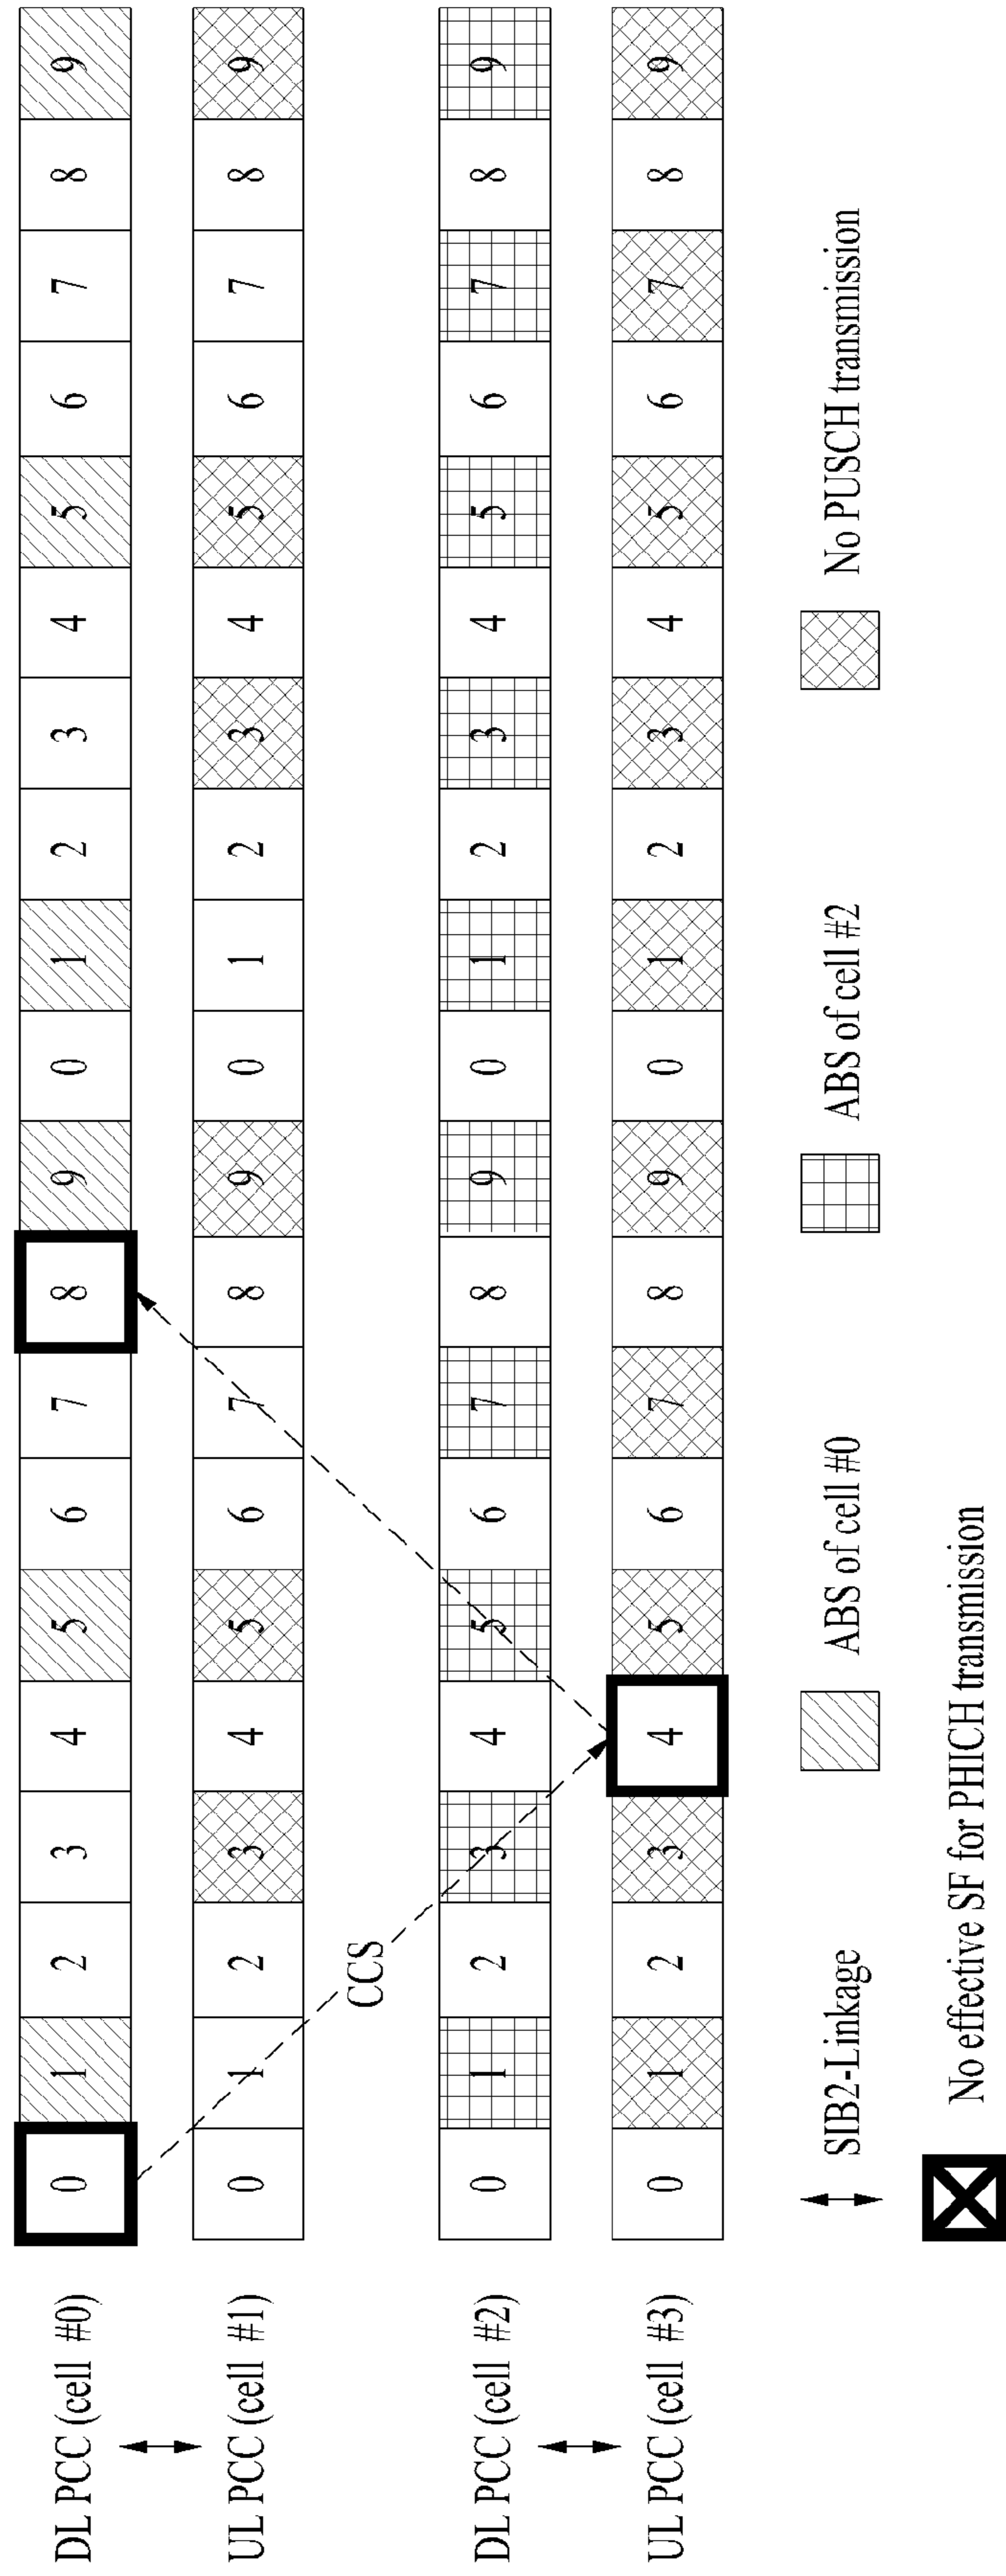 DL PCC (cell #0) 0 1 2 3 4 5 6 7 8 9 0 1 2 3 4 5 6 7 8 9
UL PCC (cell #1) 0 1 2 3 4 5 6 7 8 9 0 1 2 3 4 5 6 7 8 9
CCS
DL PCC (cell #2) 0 1 2 3 4 5 6 7 8 9 0 1 2 3 4 5 6 7 8 9
UL PCC (cell #3) 0 1 2 3 4 5 6 7 8 9 0 1 2 3 4 5 6 7 8 9
SIB2-Linkage ABS of cell #0 ABS of cell #2 No PUSCH transmission
No effective SF for PHICH transmission